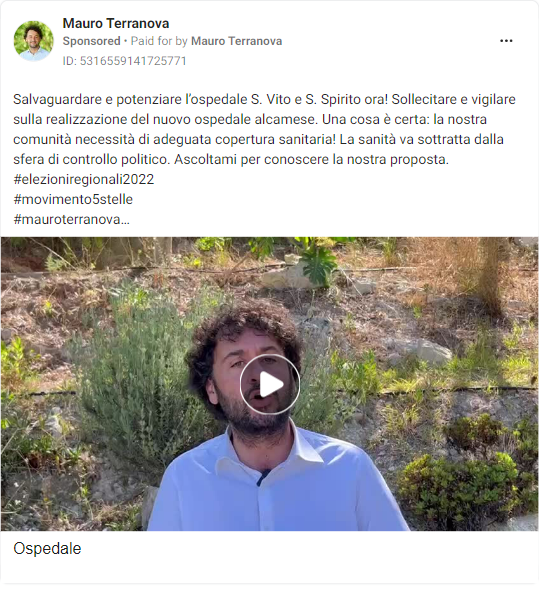 Mauro Terranova
Sponsored • Paid for by Mauro Terranova
ID: 5316559141725771
Salvaguardare e potenziare l'ospedale S. Vito e S. Spirito ora! Sollecitare e vigilare
sulla realizzazione del nuovo ospedale alcamese. Una cosa è certa: la nostra
comunità necessità di adeguata copertura sanitaria! La sanità va sottratta dalla
sfera di controllo politico. Ascoltami per conoscere la nostra proposta.
#elezioniregionali2022
#movimento5stelle
#mauroterranova...
Ospedale